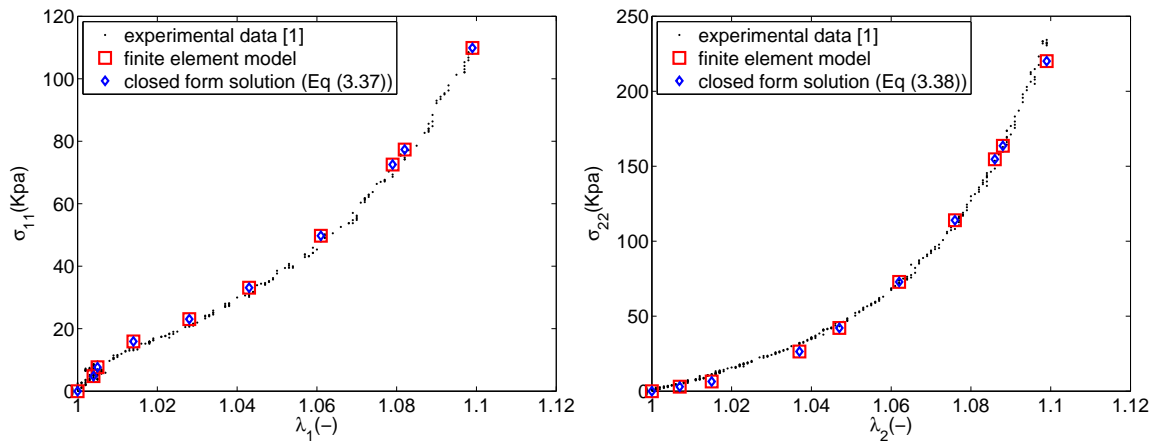 120
100
80
60
40
20
0
σ11(Kpa)
experimental data [1]
finite element model
closed form solution (Eq (3.37))
1
1.02
1.04
1.06
1.08
1.1
1.12
λ1(−)
250
200
150
100
50
0
σ22(Kpa)
experimental data [1]
finite element model
closed form solution (Eq (3.38))
1
1.02
1.04
1.06
1.08
1.1
1.12
λ2(−)